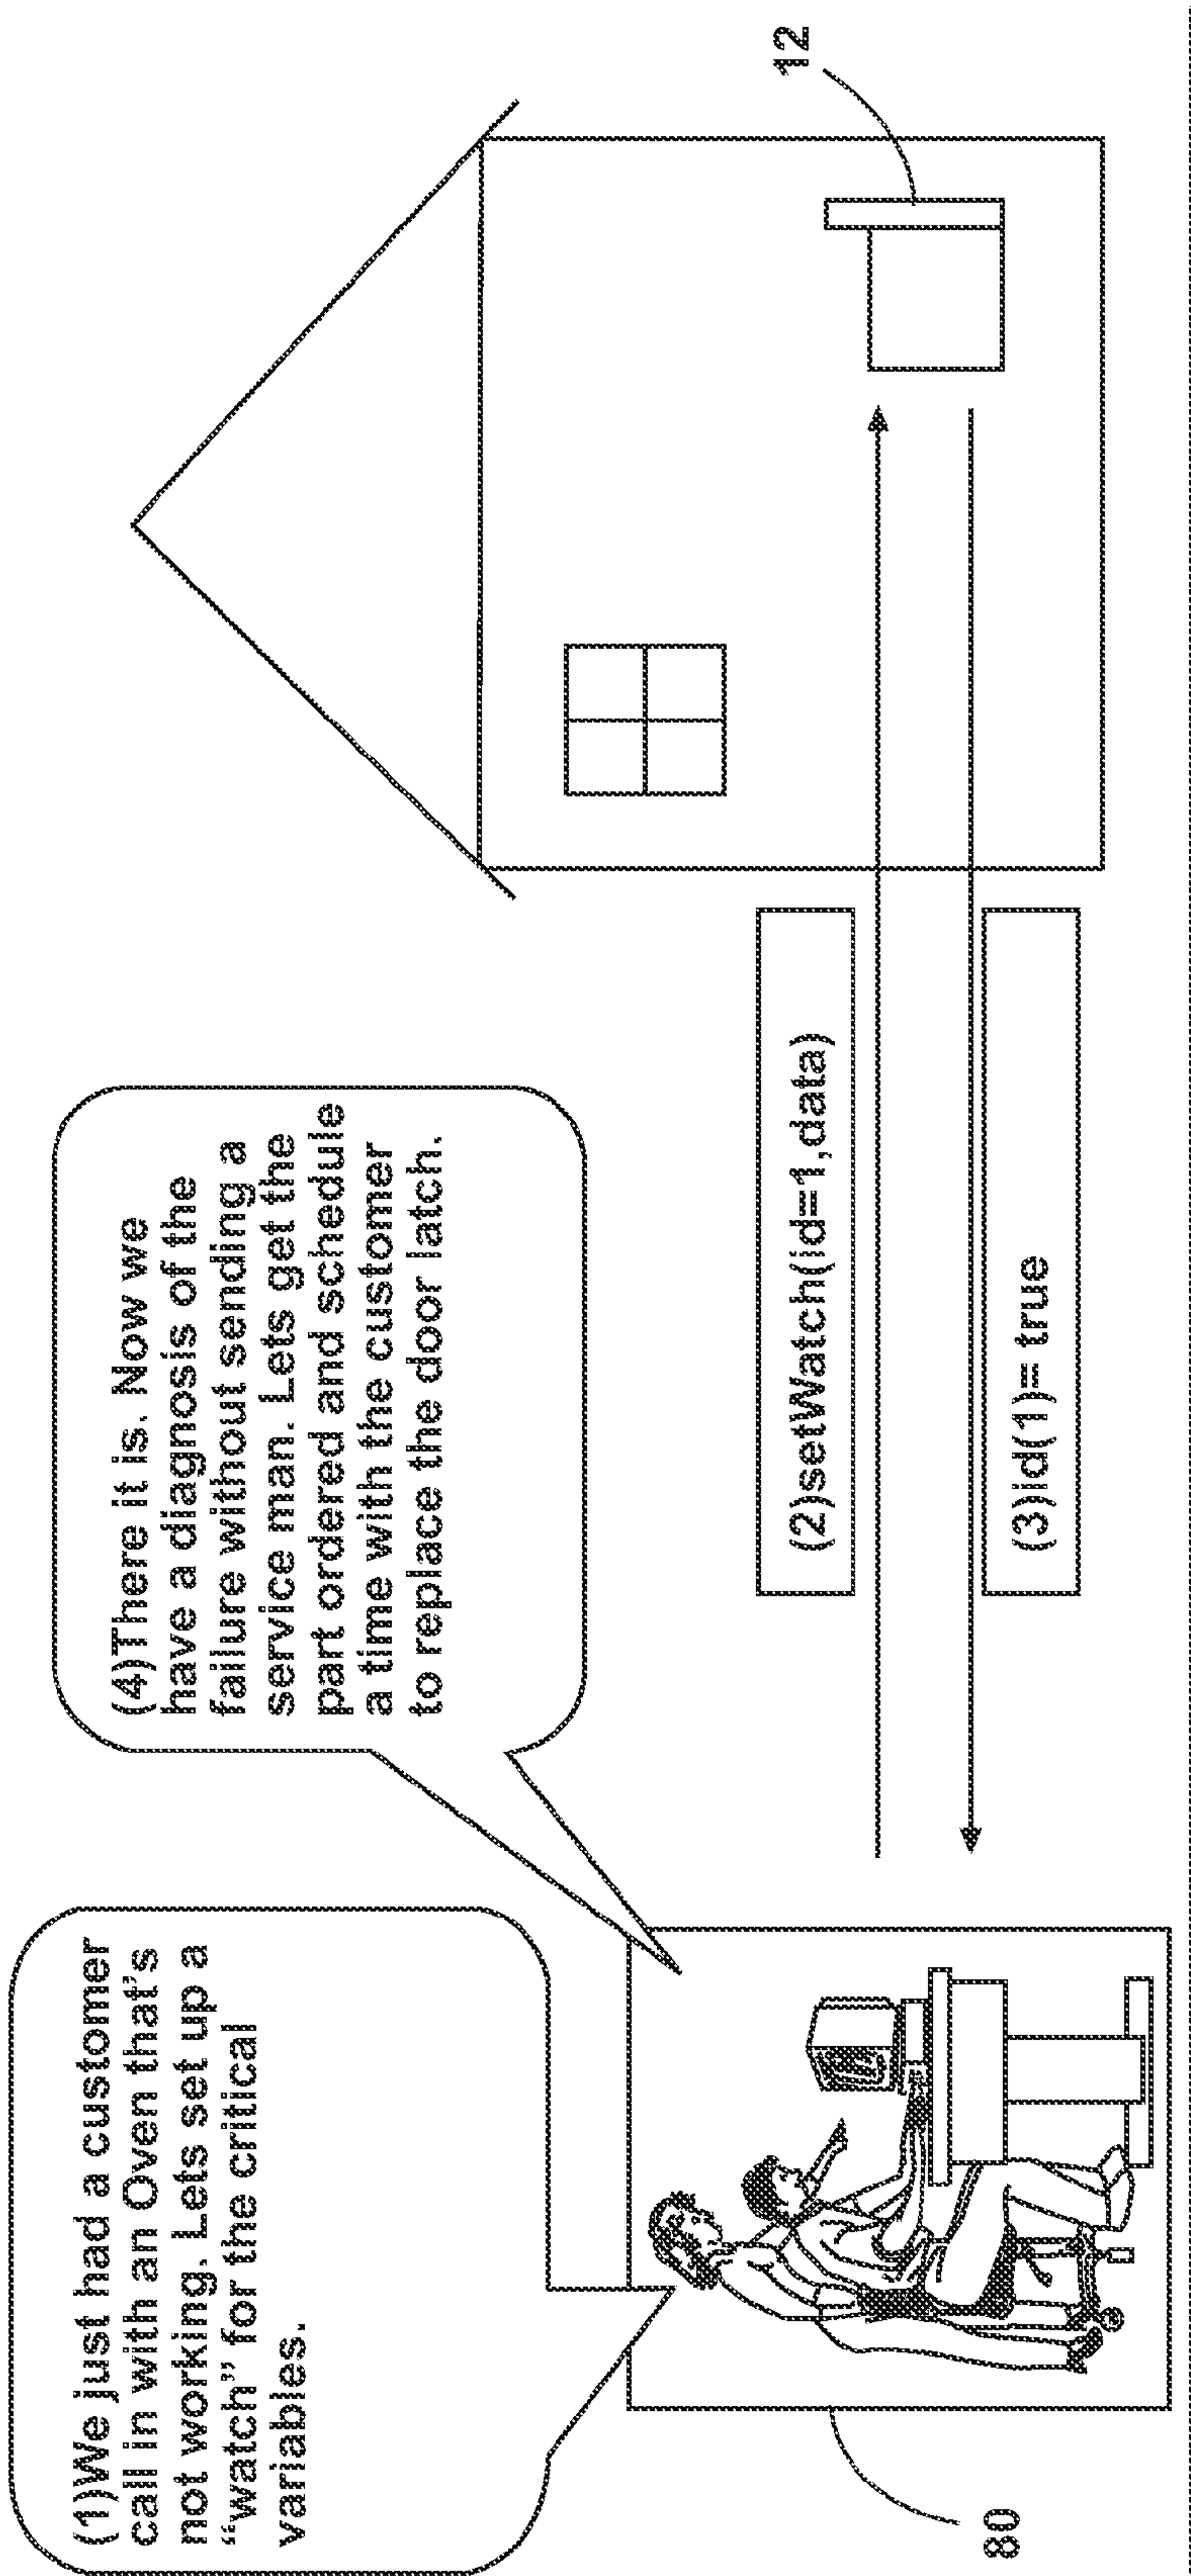 (1)We just had a customer
call in with an Oven that's
not working. Lets set up a
“watch” for the critical
variables.
(4)There it is. Now we
have a diagnosis of the
failure without sending a
service man. Lets get the
part ordered and schedule
a time with the customer
to replace the door latch.
(2)setWatch(id=1,data)
(3)id(1)= true
80
12